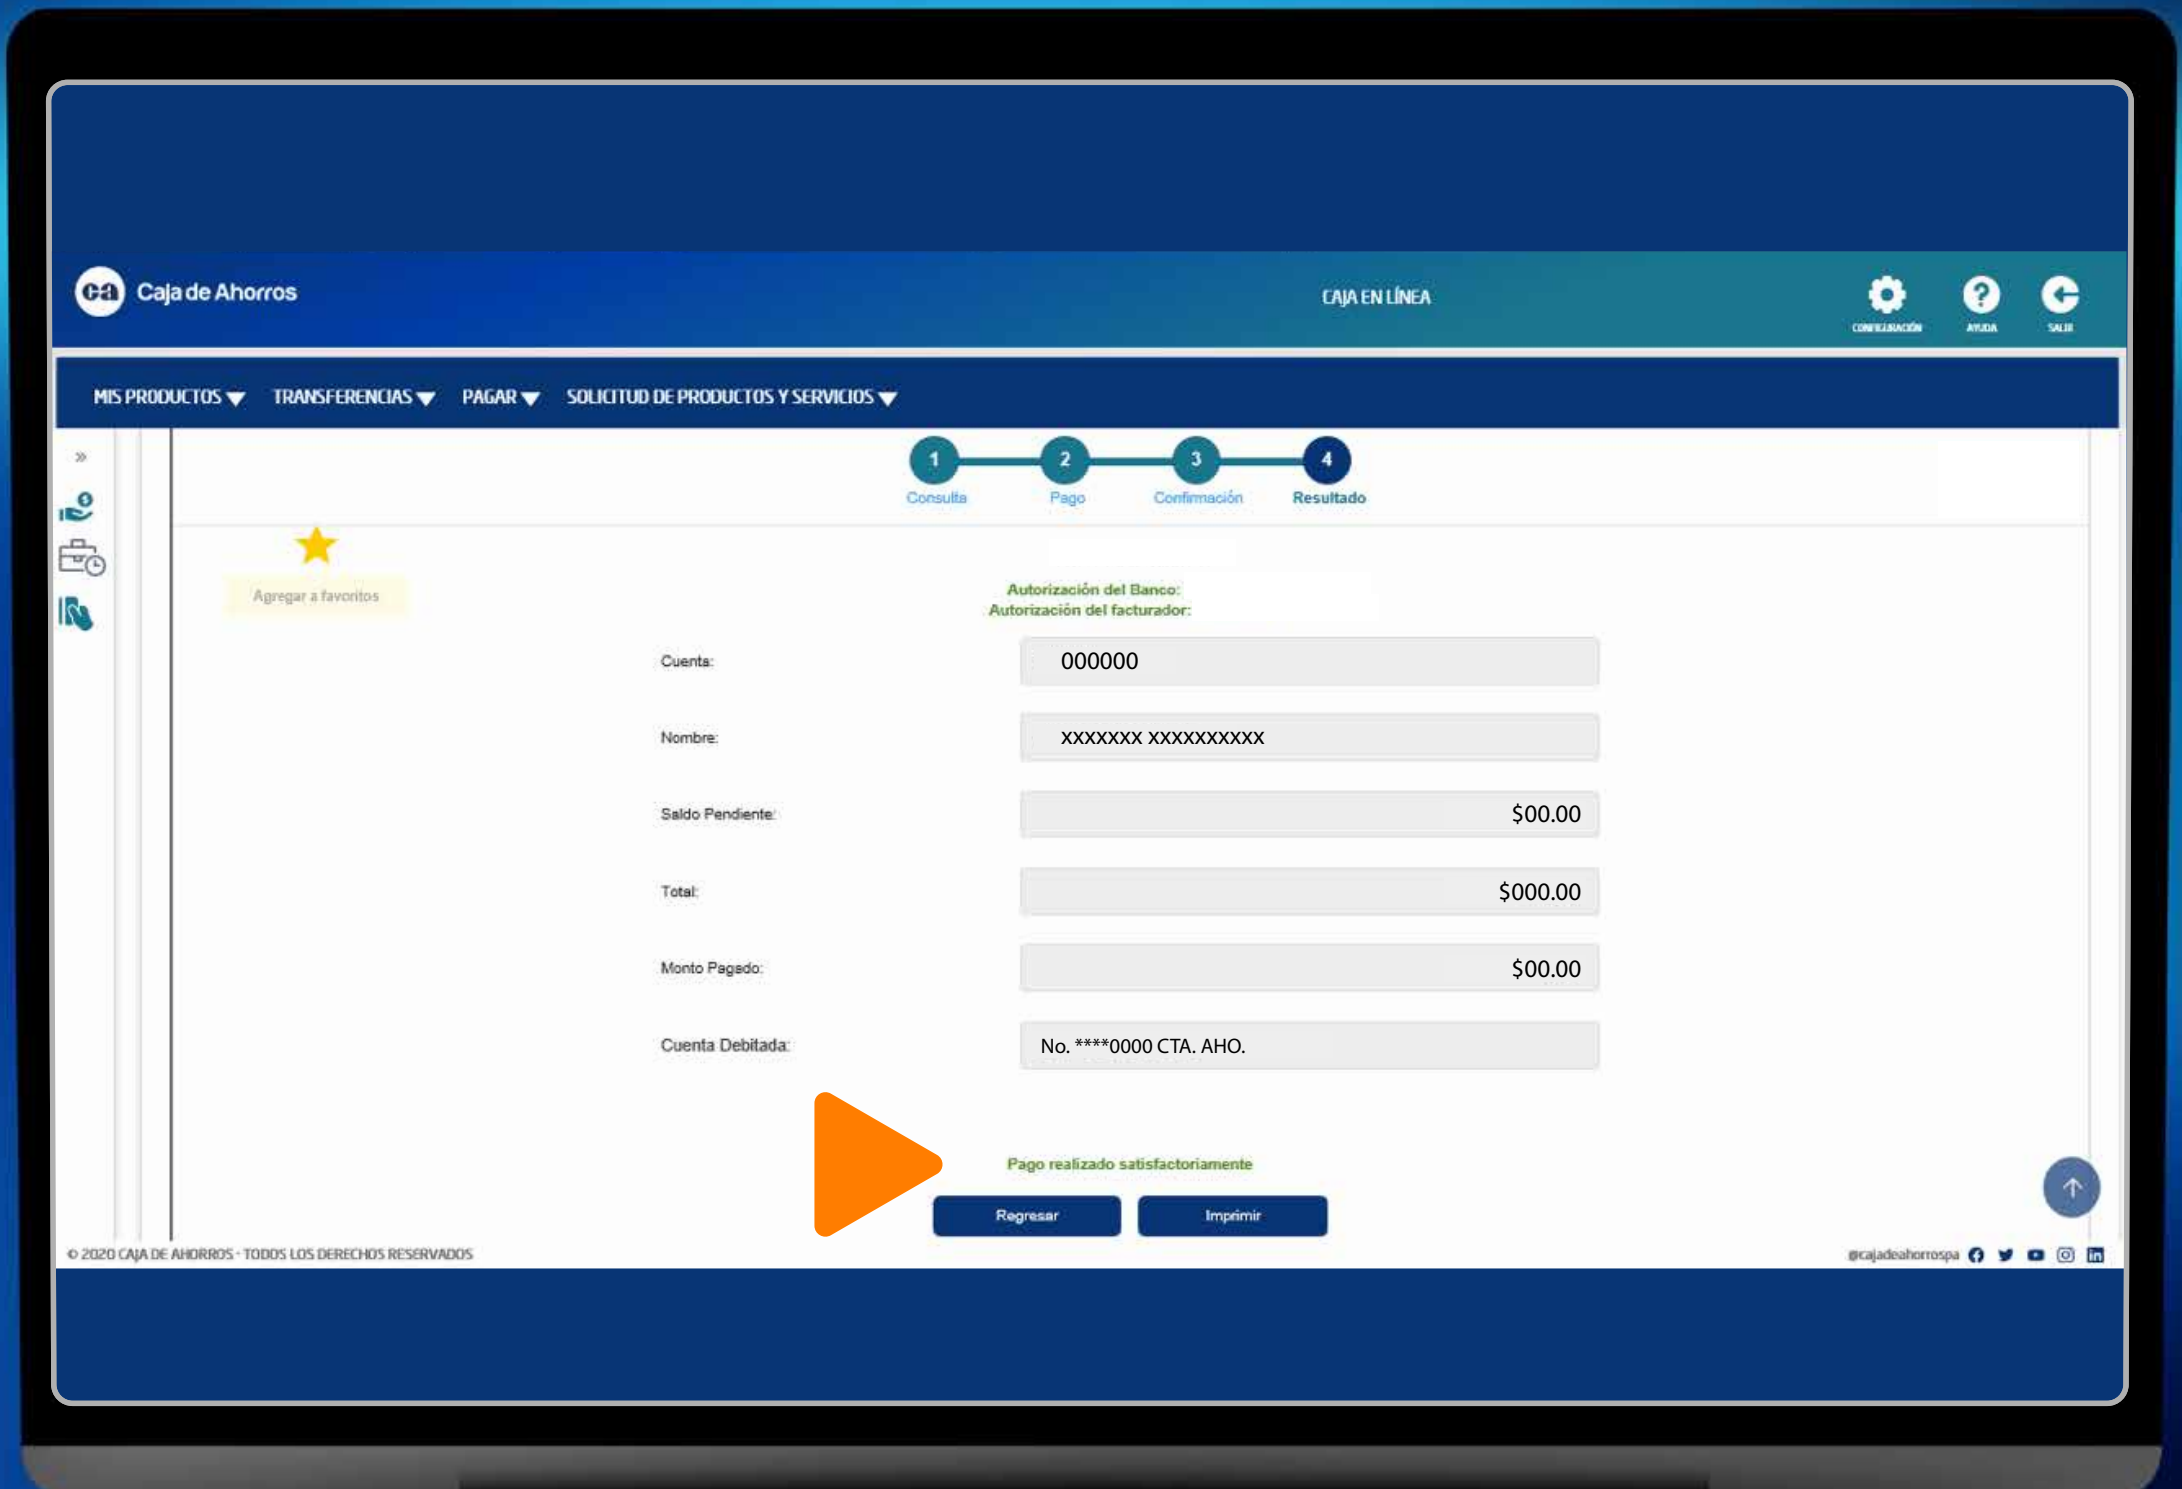 ca Caja de Ahorros
CAJA EN LÍNEA
CONFIGURACIÓN
AYUDA
SALIR
MIS PRODUCTOS TRANSFERENCIAS PAGAR SOLICITUD DE PRODUCTOS Y SERVICIOS
1 2 3 4
Consulta Pago Confirmación Resultado
Agregar a favoritos
Autorización del Banco:
Autorización del facturador:
Cuenta: 000000
Nombre: xxxxxxx xxxxxxxxxx
Saldo Pendiente: $00.00
Total: $000.00
Monto Pagado: $00.00
Cuenta Debitada: No. ****0000 CTA. AHO.
Pago realizado satisfactoriamente
Regresar Imprimir
© 2020 CAJA DE AHORROS · TODOS LOS DERECHOS RESERVADOS
@cajadeahorrospa